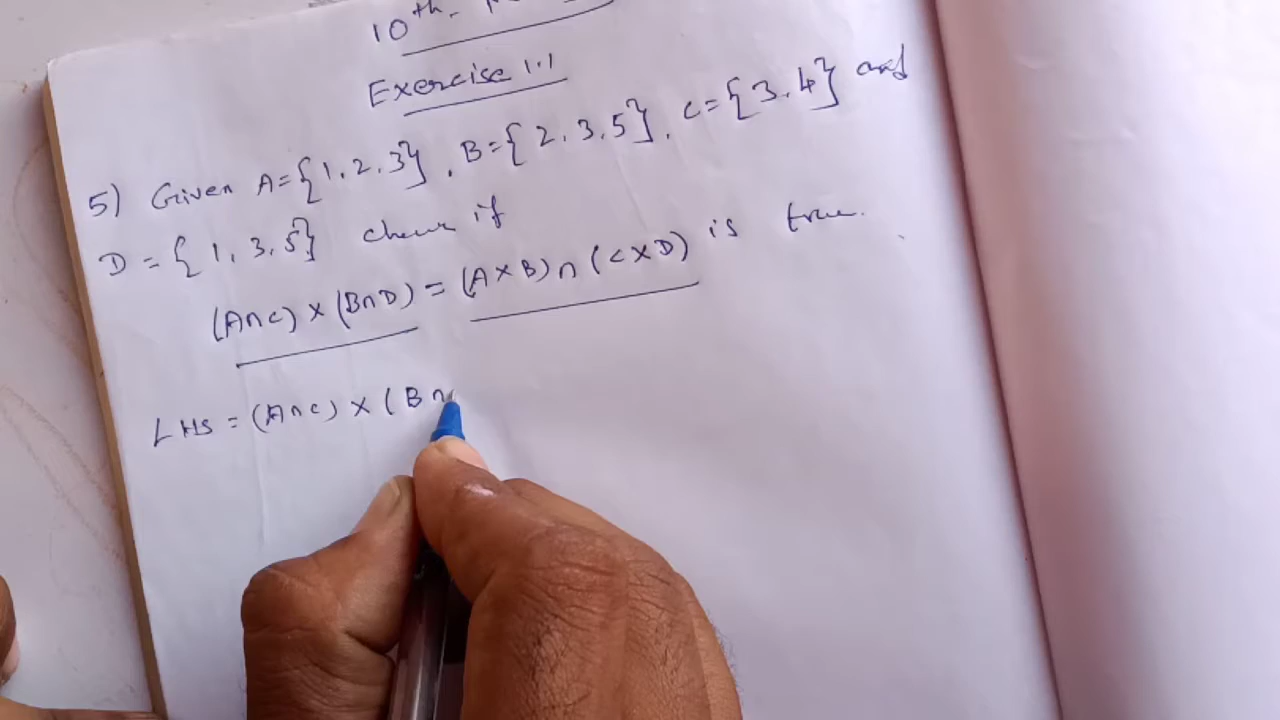 10th -
Exercise 1.1
5) Given A={1,2,3}, B={2,3,5}, C={3,4} and
D = {1,3,5} check if
(A∩C) × (B∩D) = (A×B)∩(C×D) is true.
LHS = (A∩C) × (B∩